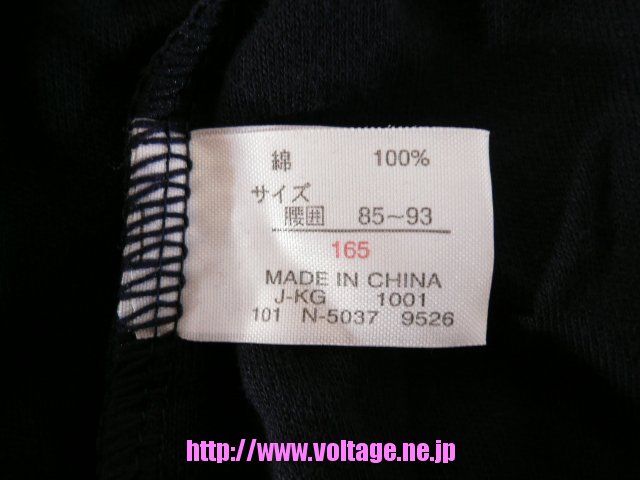 綿 100%
サイズ
腰囲 85~93
165
MADE IN CHINA
J-KG 1001
101 N-5037 9526
http://www.voltage.ne.jp